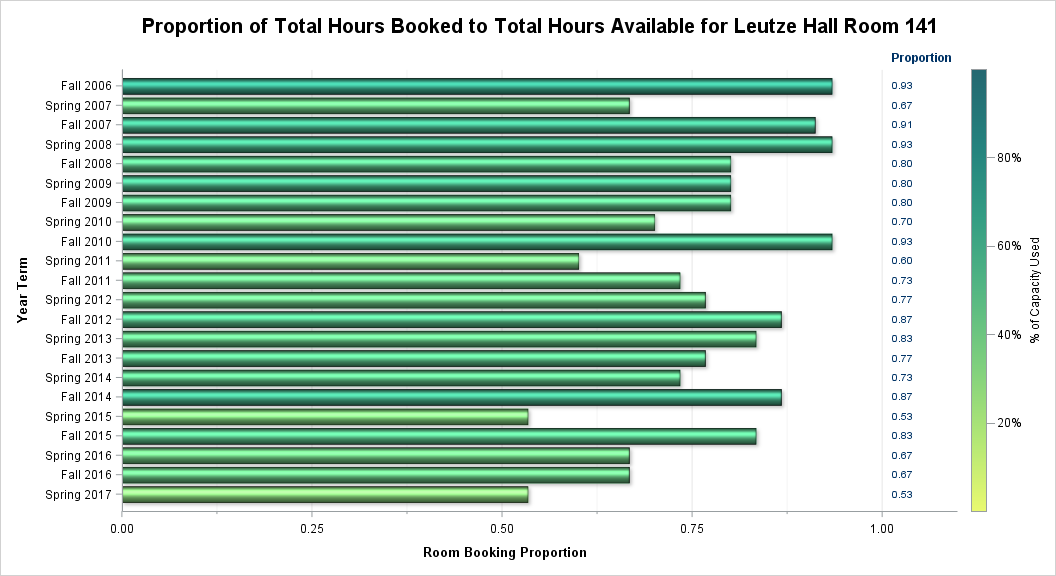 Proportion of Total Hours Booked to Total Hours Available for Leutze Hall Room 141
Proportion
Fall 2006 0.93
Spring 2007 0.67
Fall 2007 0.91
Spring 2008 0.93
Fall 2008 0.80
Spring 2009 0.80
Fall 2009 0.80
Spring 2010 0.70
Fall 2010 0.93
Spring 2011 0.60
Fall 2011 0.73
Spring 2012 0.77
Fall 2012 0.87
Spring 2013 0.83
Fall 2013 0.77
Spring 2014 0.73
Fall 2014 0.87
Spring 2015 0.53
Fall 2015 0.83
Spring 2016 0.67
Fall 2016 0.67
Spring 2017 0.53
Year Term
0.00 0.25 0.50 0.75 1.00
Room Booking Proportion
80%
60%
40%
20%
% of Capacity Used